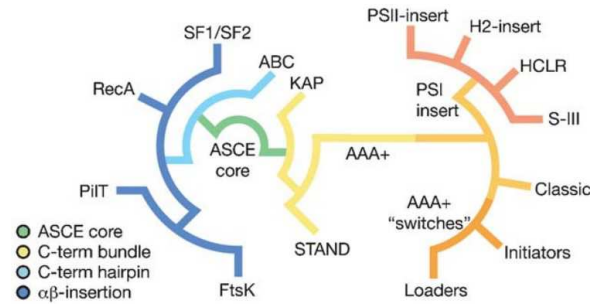 PSII-insert
H2-insert
SF1/SF2
ABC
KAP
HCLR
RecA
PSI
insert
S-III
ASCE
core
AAA+
PilT
Classic
AAA+
"switches"
ASCE core
C-term bundle
C-term hairpin
αβ-insertion
STAND
Initiators
FtsK
Loaders